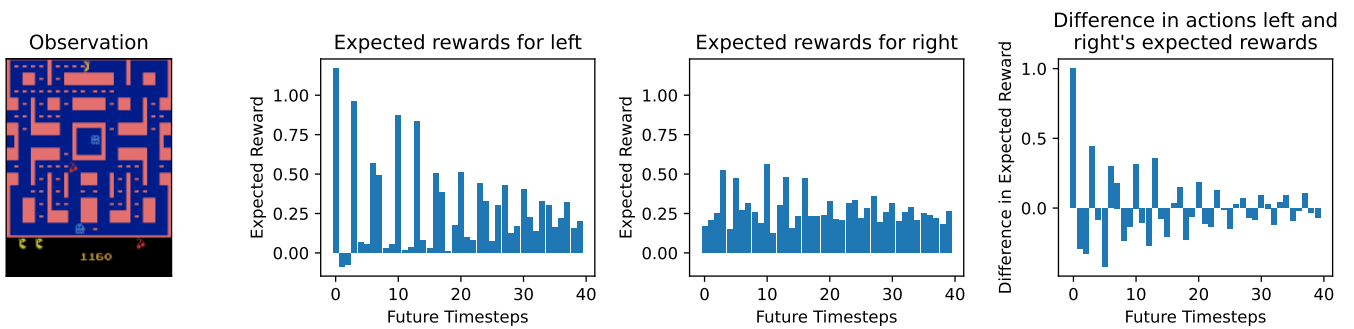 Observation
1160
Expected rewards for left
Expected Reward
1.00
0.75
0.50
0.25
0.00
0 10 20 30 40
Future Timesteps
Expected rewards for right
Expected Reward
1.00
0.75
0.50
0.25
0.00
0 10 20 30 40
Future Timesteps
Difference in actions left and
right's expected rewards
Difference in Expected Reward
1.0
0.5
0.0
0 10 20 30 40
Future Timesteps